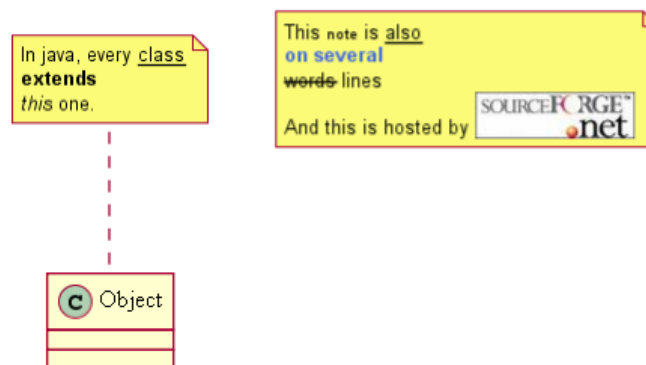 In java, every class
extends
this one.
This note is also
on several
words lines
And this is hosted by
SOURCEFORGE™
.net
C Object